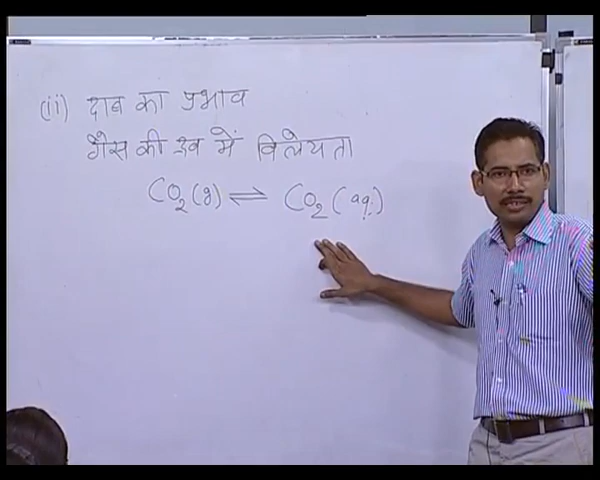 (ii) दाब का प्रभाव
गैस की द्रव में विलेयता
CO₂(g) ⇌ CO₂(aq.)